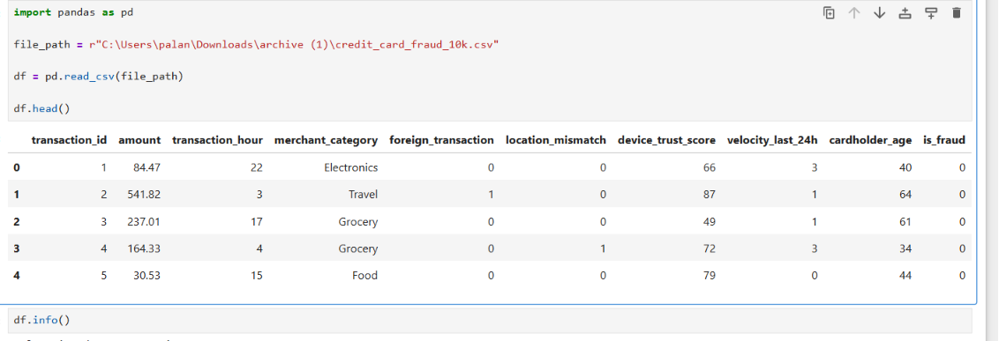 import pandas as pd
file_path = r"C:\Users\palan\Downloads\archive (1)\credit_card_fraud_10k.csv"
df = pd.read_csv(file_path)
df.head()
transaction_id amount transaction_hour merchant_category foreign_transaction location_mismatch device_trust_score velocity_last_24h cardholder_age is_fraud
0 1 84.47 22 Electronics 0 0 66 3 40 0
1 2 541.82 3 Travel 1 0 87 1 64 0
2 3 237.01 17 Grocery 0 0 49 1 61 0
3 4 164.33 4 Grocery 0 1 72 3 34 0
4 5 30.53 15 Food 0 0 79 0 44 0
df.info()